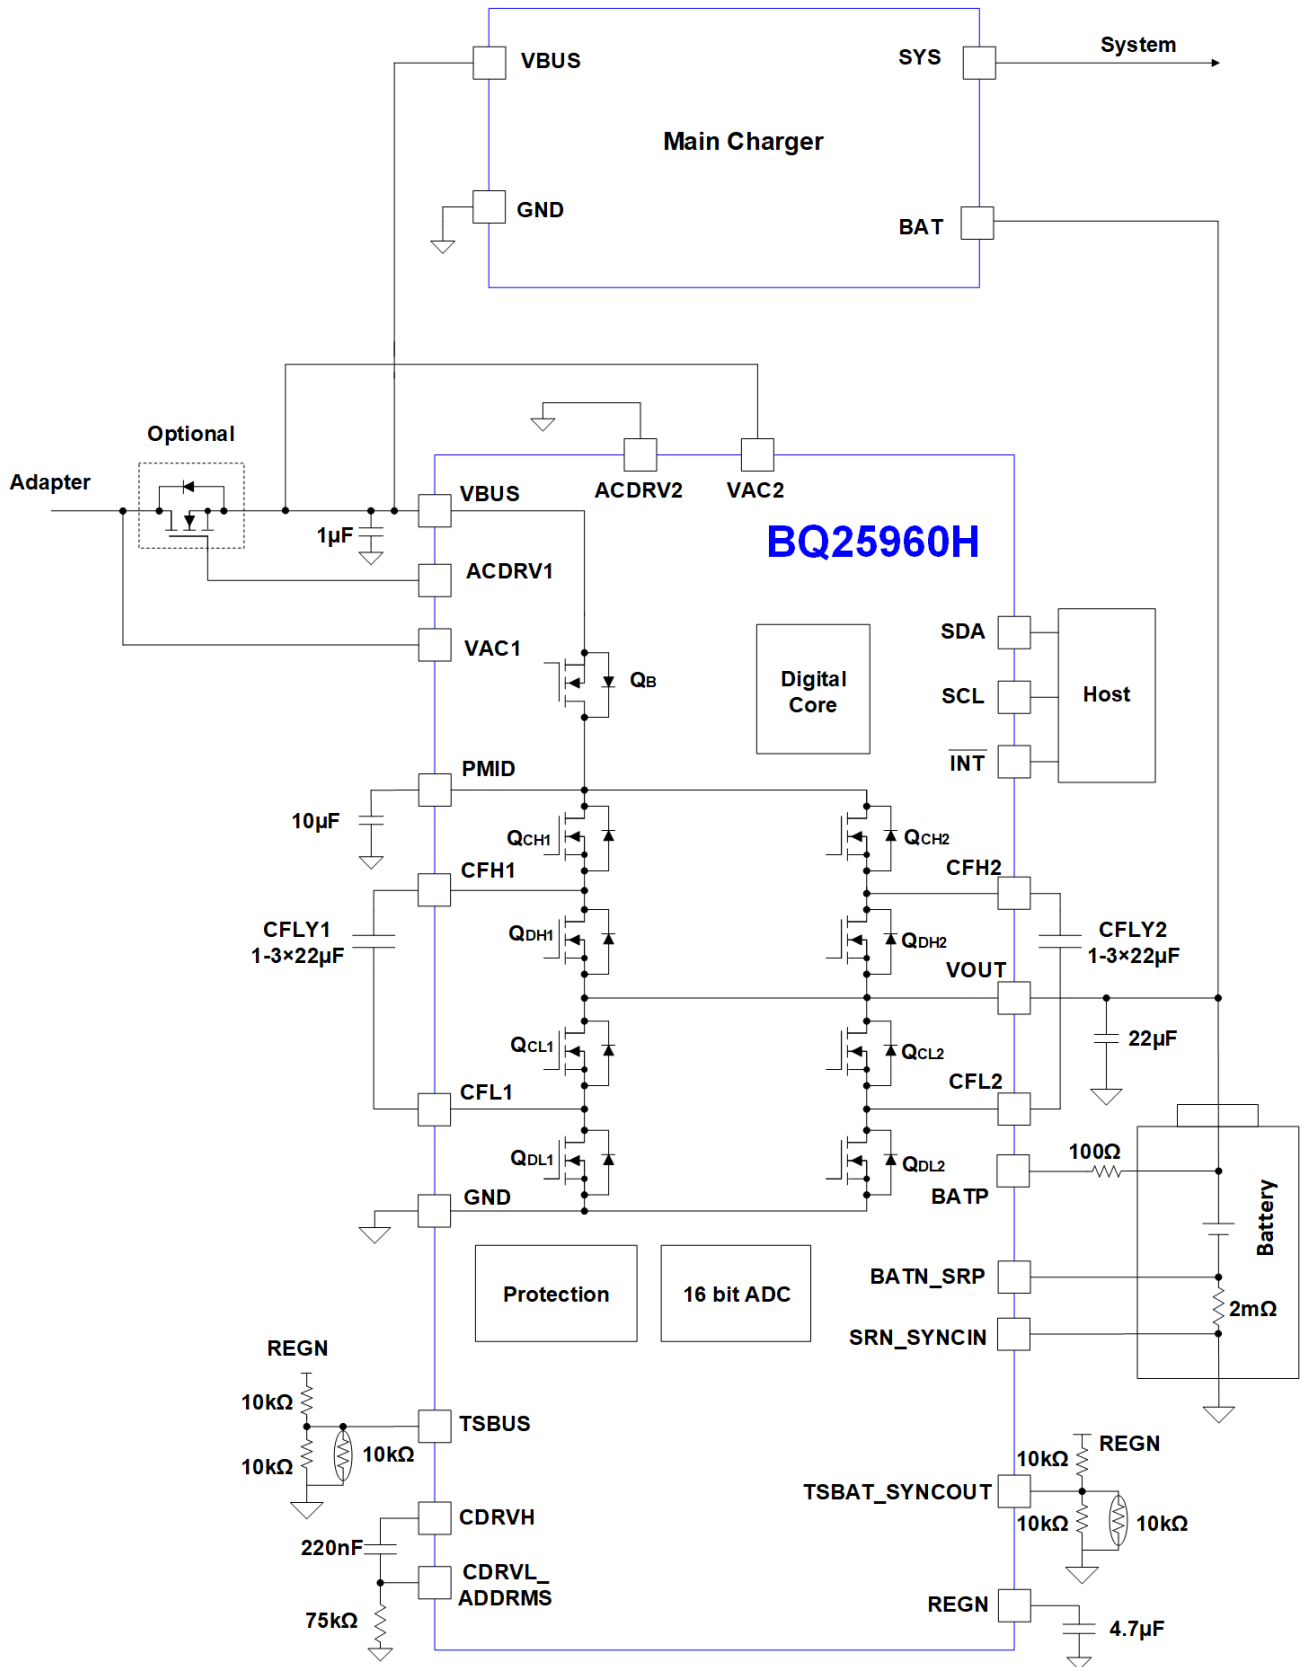 VBUS
SYS
System
Main Charger
GND
BAT
Optional
Adapter
ACDRV2
VAC2
VBUS
1µF
BQ25960H
ACDRV1
VAC1
SDA
Digital
Core
SCL
Host
QB
INT
PMID
10µF
QCH1
QCH2
CFH1
CFH2
CFLY1
1-3×22µF
QDH1
QDH2
CFLY2
1-3×22µF
VOUT
QCL1
QCL2
22µF
CFL1
CFL2
100Ω
QDL1
QDL2
BATP
GND
Battery
BATN_SRP
Protection
16 bit ADC
2mΩ
SRN_SYNCIN
REGN
10kΩ
TSBUS
10kΩ
10kΩ
REGN
10kΩ
TSBAT_SYNCOUT
10kΩ
10kΩ
CDRVH
220nF
CDRVL_
ADDRMS
75kΩ
REGN
4.7µF